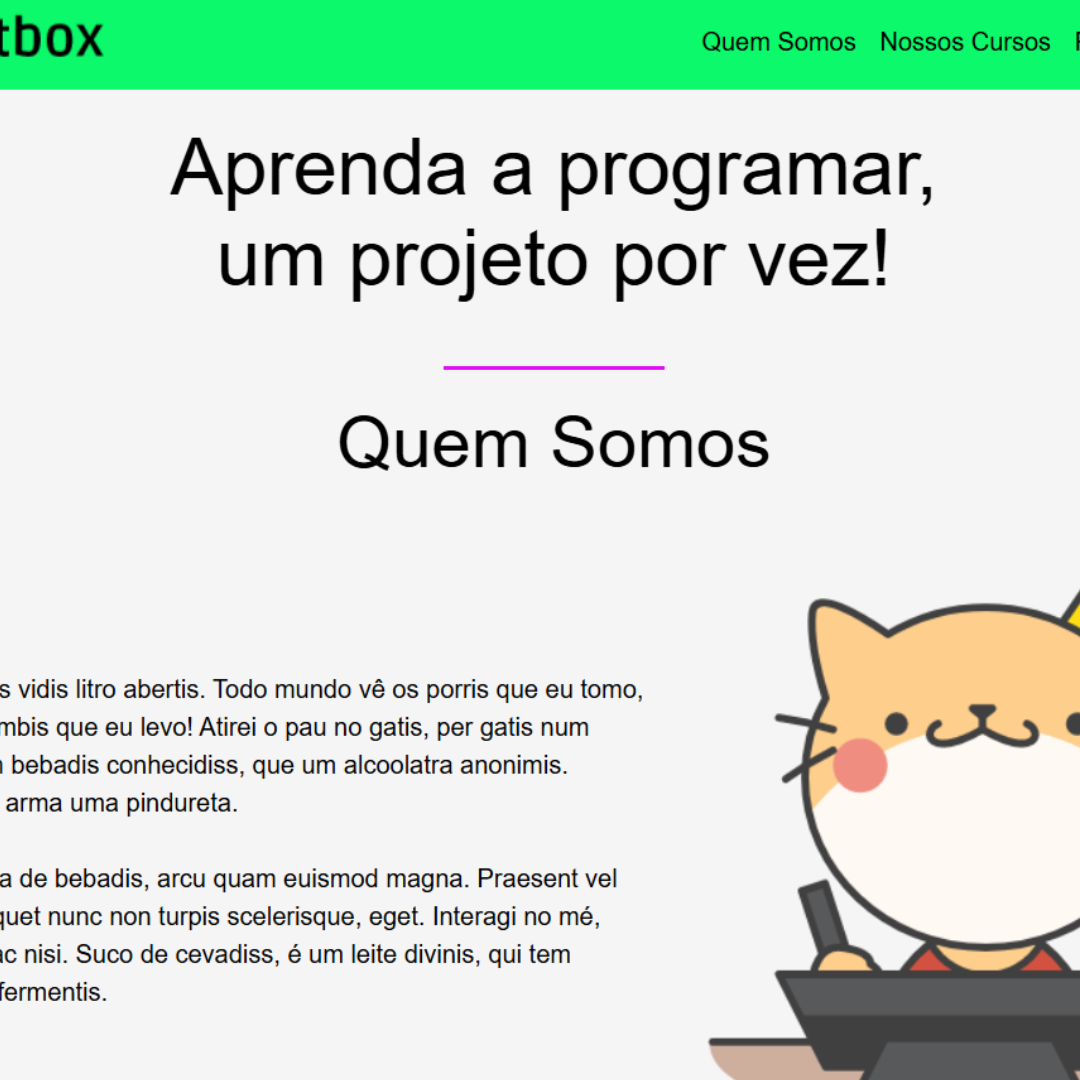 tbox
Quem Somos Nossos Cursos
Aprenda a programar,
um projeto por vez!
Quem Somos
s vidis litro abertis. Todo mundo vê os porris que eu tomo,
mbis que eu levo! Atirei o pau no gatis, per gatis num
bebadis conhecidiss, que um alcoolatra anonimis.
arma uma pindureta.
a de bebadis, arcu quam euismod magna. Praesent vel
quet nunc non turpis scelerisque, eget. Interagi no mé,
ac nisi. Suco de cevadiss, é um leite divinis, qui tem
fermentis.